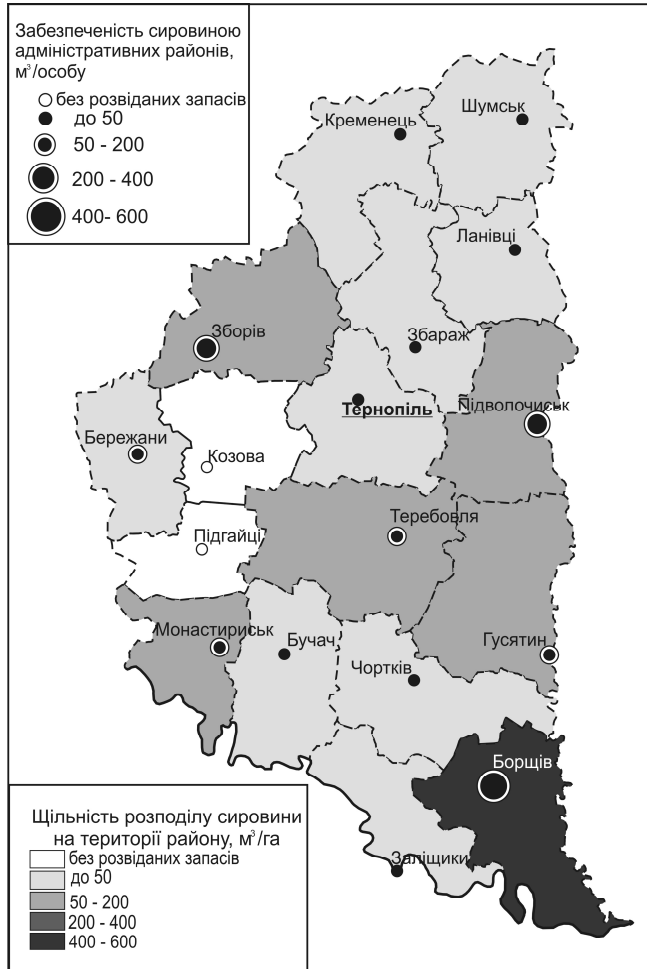 Забезпеченість сировиною
адміністративних районів,
м³/особу
без розвіданих запасів
до 50
50 - 200
200 - 400
400- 600
Шумськ
Кременець
Ланівці
Зборів
Збараж
Тернопіль
Підволочиськ
Бережани
Козова
Теребовля
Підгайці
Монастириськ
Бучач
Гусятин
Чортків
Борщів
Заліщики
Щільність розподілу сировини
на території району, м³/га
без розвіданих запасів
до 50
50 - 200
200 - 400
400 - 600